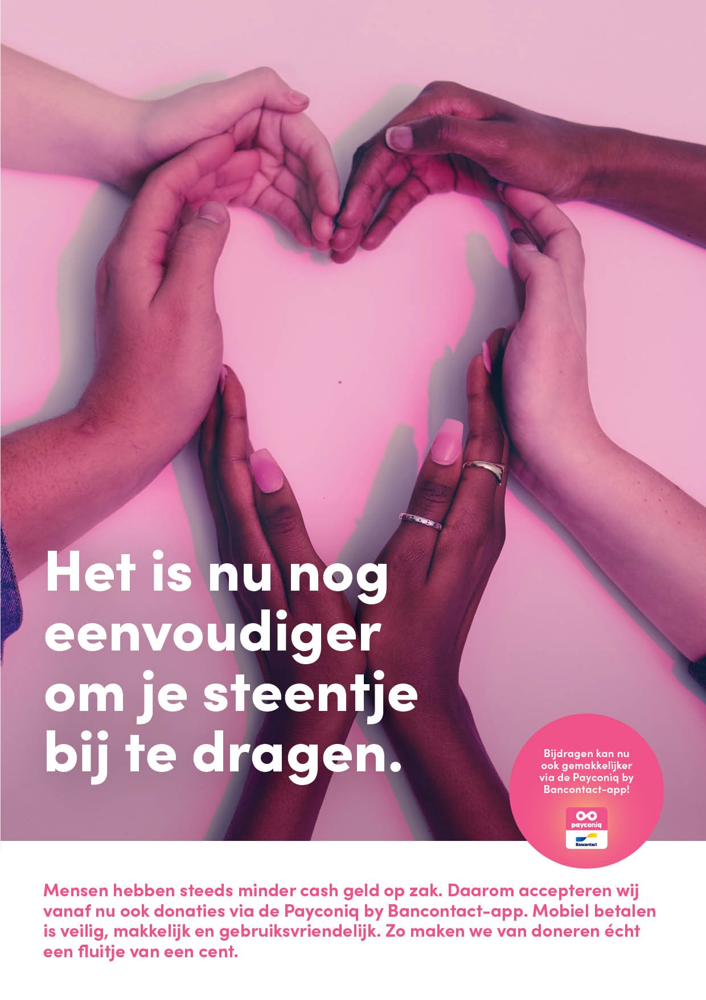 Het is nu nog
eenvoudiger
om je steentje
bij te dragen.
Bijdragen kan nu
ook gemakkelijker
via de Payconiq by
Bancontact-app!
payconiq
Bancontact
Mensen hebben steeds minder cash geld op zak. Daarom accepteren wij
vanaf nu ook donaties via de Payconiq by Bancontact-app. Mobiel betalen
is veilig, makkelijk en gebruiksvriendelijk. Zo maken we van doneren écht
een fluitje van een cent.